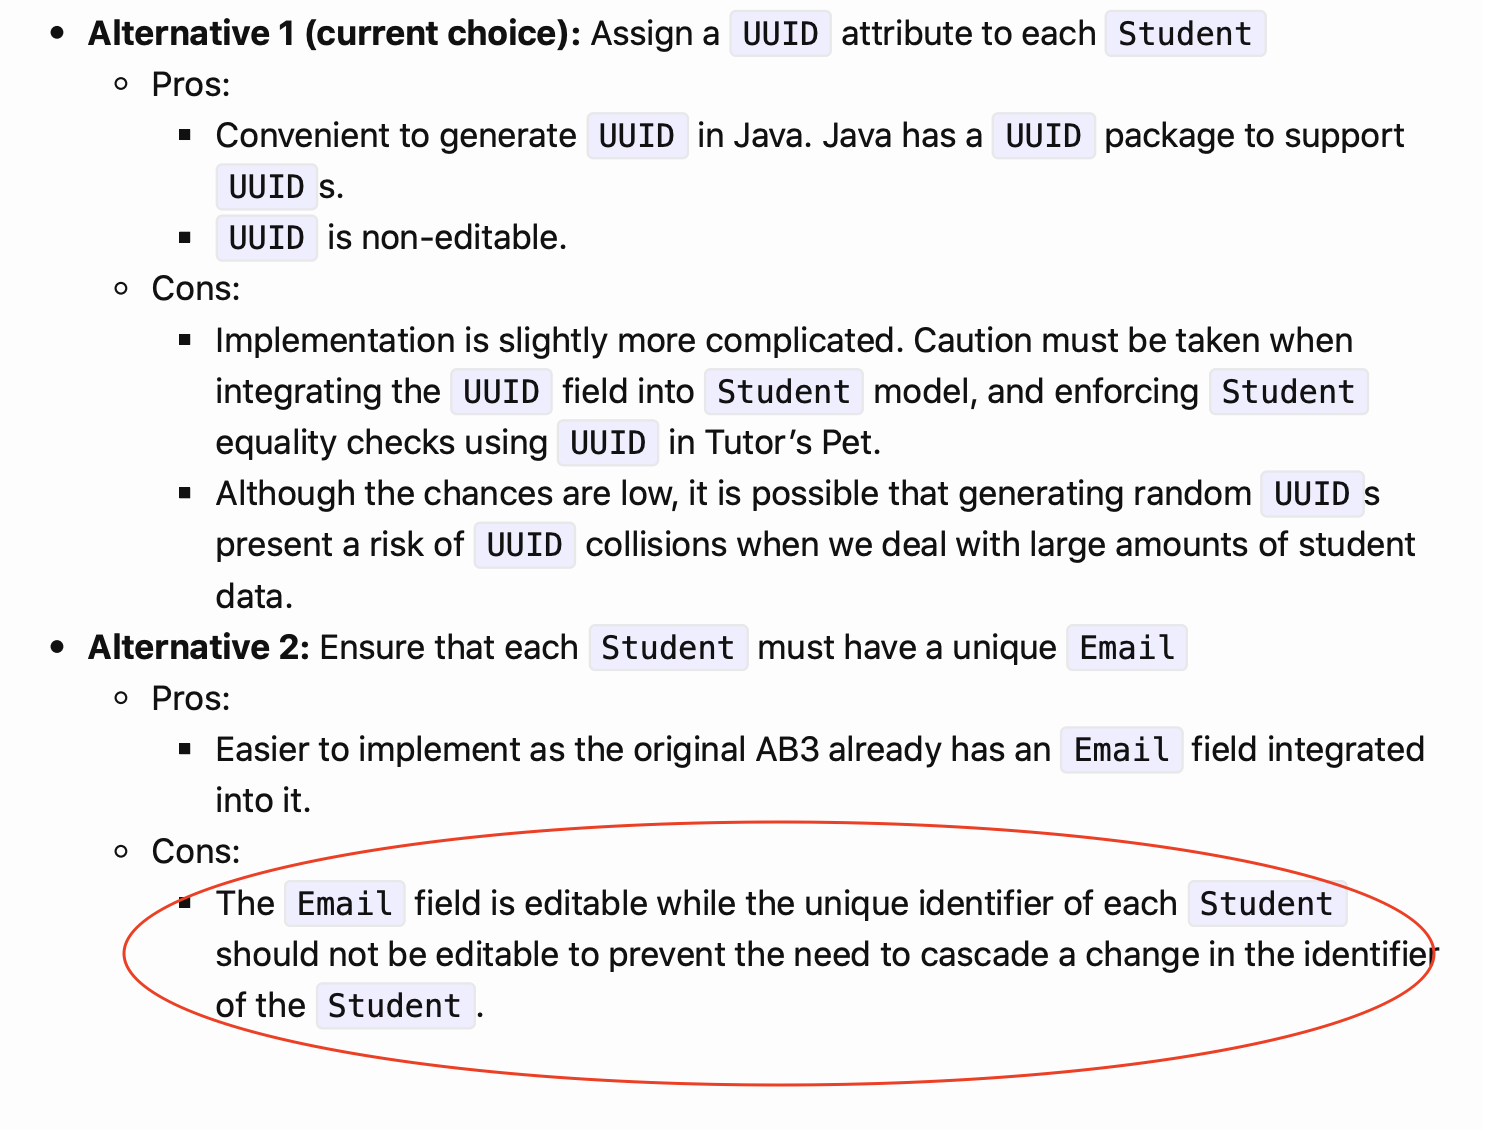 Alternative 1 (current choice): Assign a UUID attribute to each Student
Pros:
Convenient to generate UUID in Java. Java has a UUID package to support
UUIDs.
UUID is non-editable.
Cons:
Implementation is slightly more complicated. Caution must be taken when
integrating the UUID field into Student model, and enforcing Student
equality checks using UUID in Tutor’s Pet.
Although the chances are low, it is possible that generating random UUIDs
present a risk of UUID collisions when we deal with large amounts of student
data.
Alternative 2: Ensure that each Student must have a unique Email
Pros:
Easier to implement as the original AB3 already has an Email field integrated
into it.
Cons:
The Email field is editable while the unique identifier of each Student
should not be editable to prevent the need to cascade a change in the identifier
of the Student.